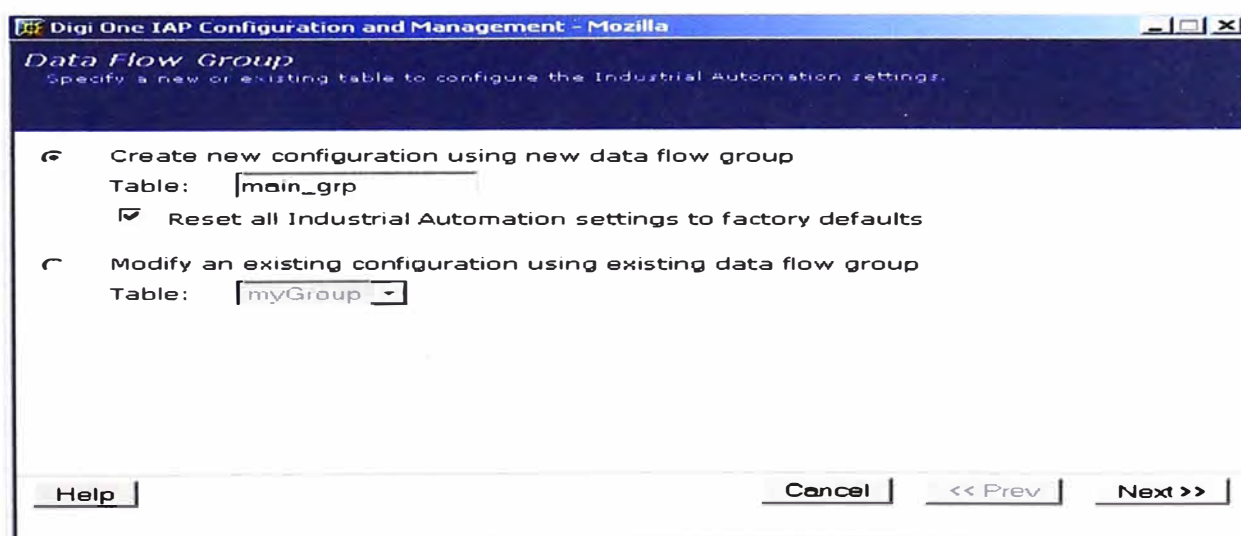 Digi One IAP Configuration and Management - Mozilla
Data Flow Group
Specify a new or existing table to configure the Industrial Automation settings.
Create new configuration using new data flow group
Table: main_grp
Reset all Industrial Automation settings to factory defaults
Modify an existing configuration using existing data flow group
Table: myGroup
Help Cancel << Prev Next >>